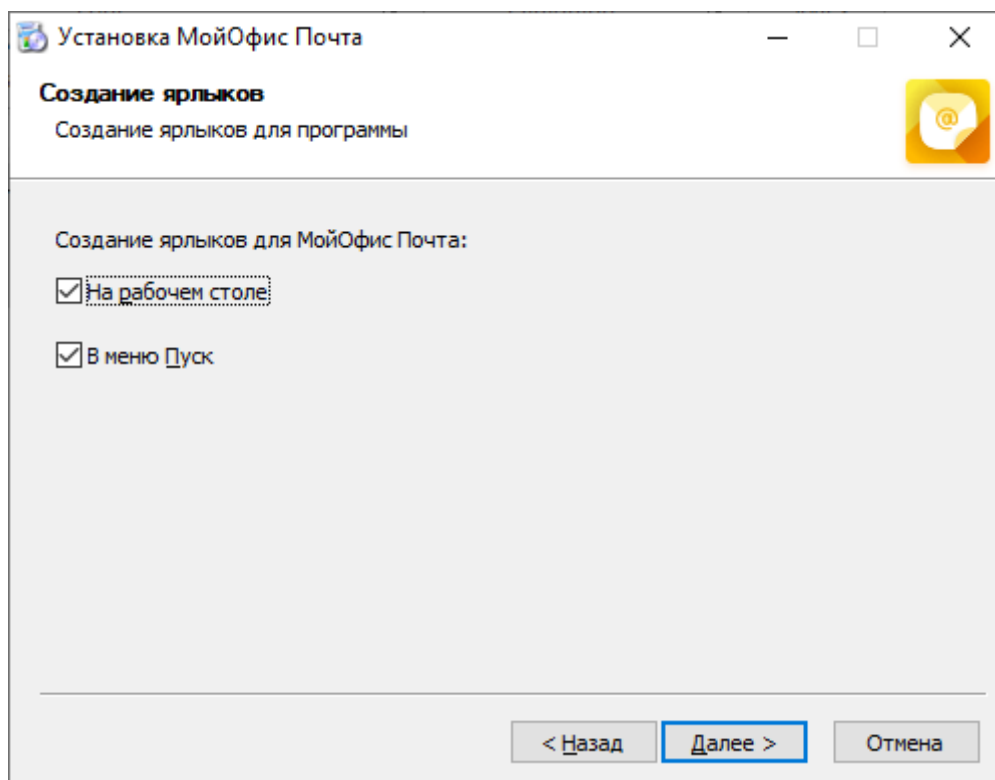 Установка МойОфис Почта
Создание ярлыков
Создание ярлыков для программы
@
Создание ярлыков для МойОфис Почта:
На рабочем столе
В меню Пуск
< Назад Далее > Отмена